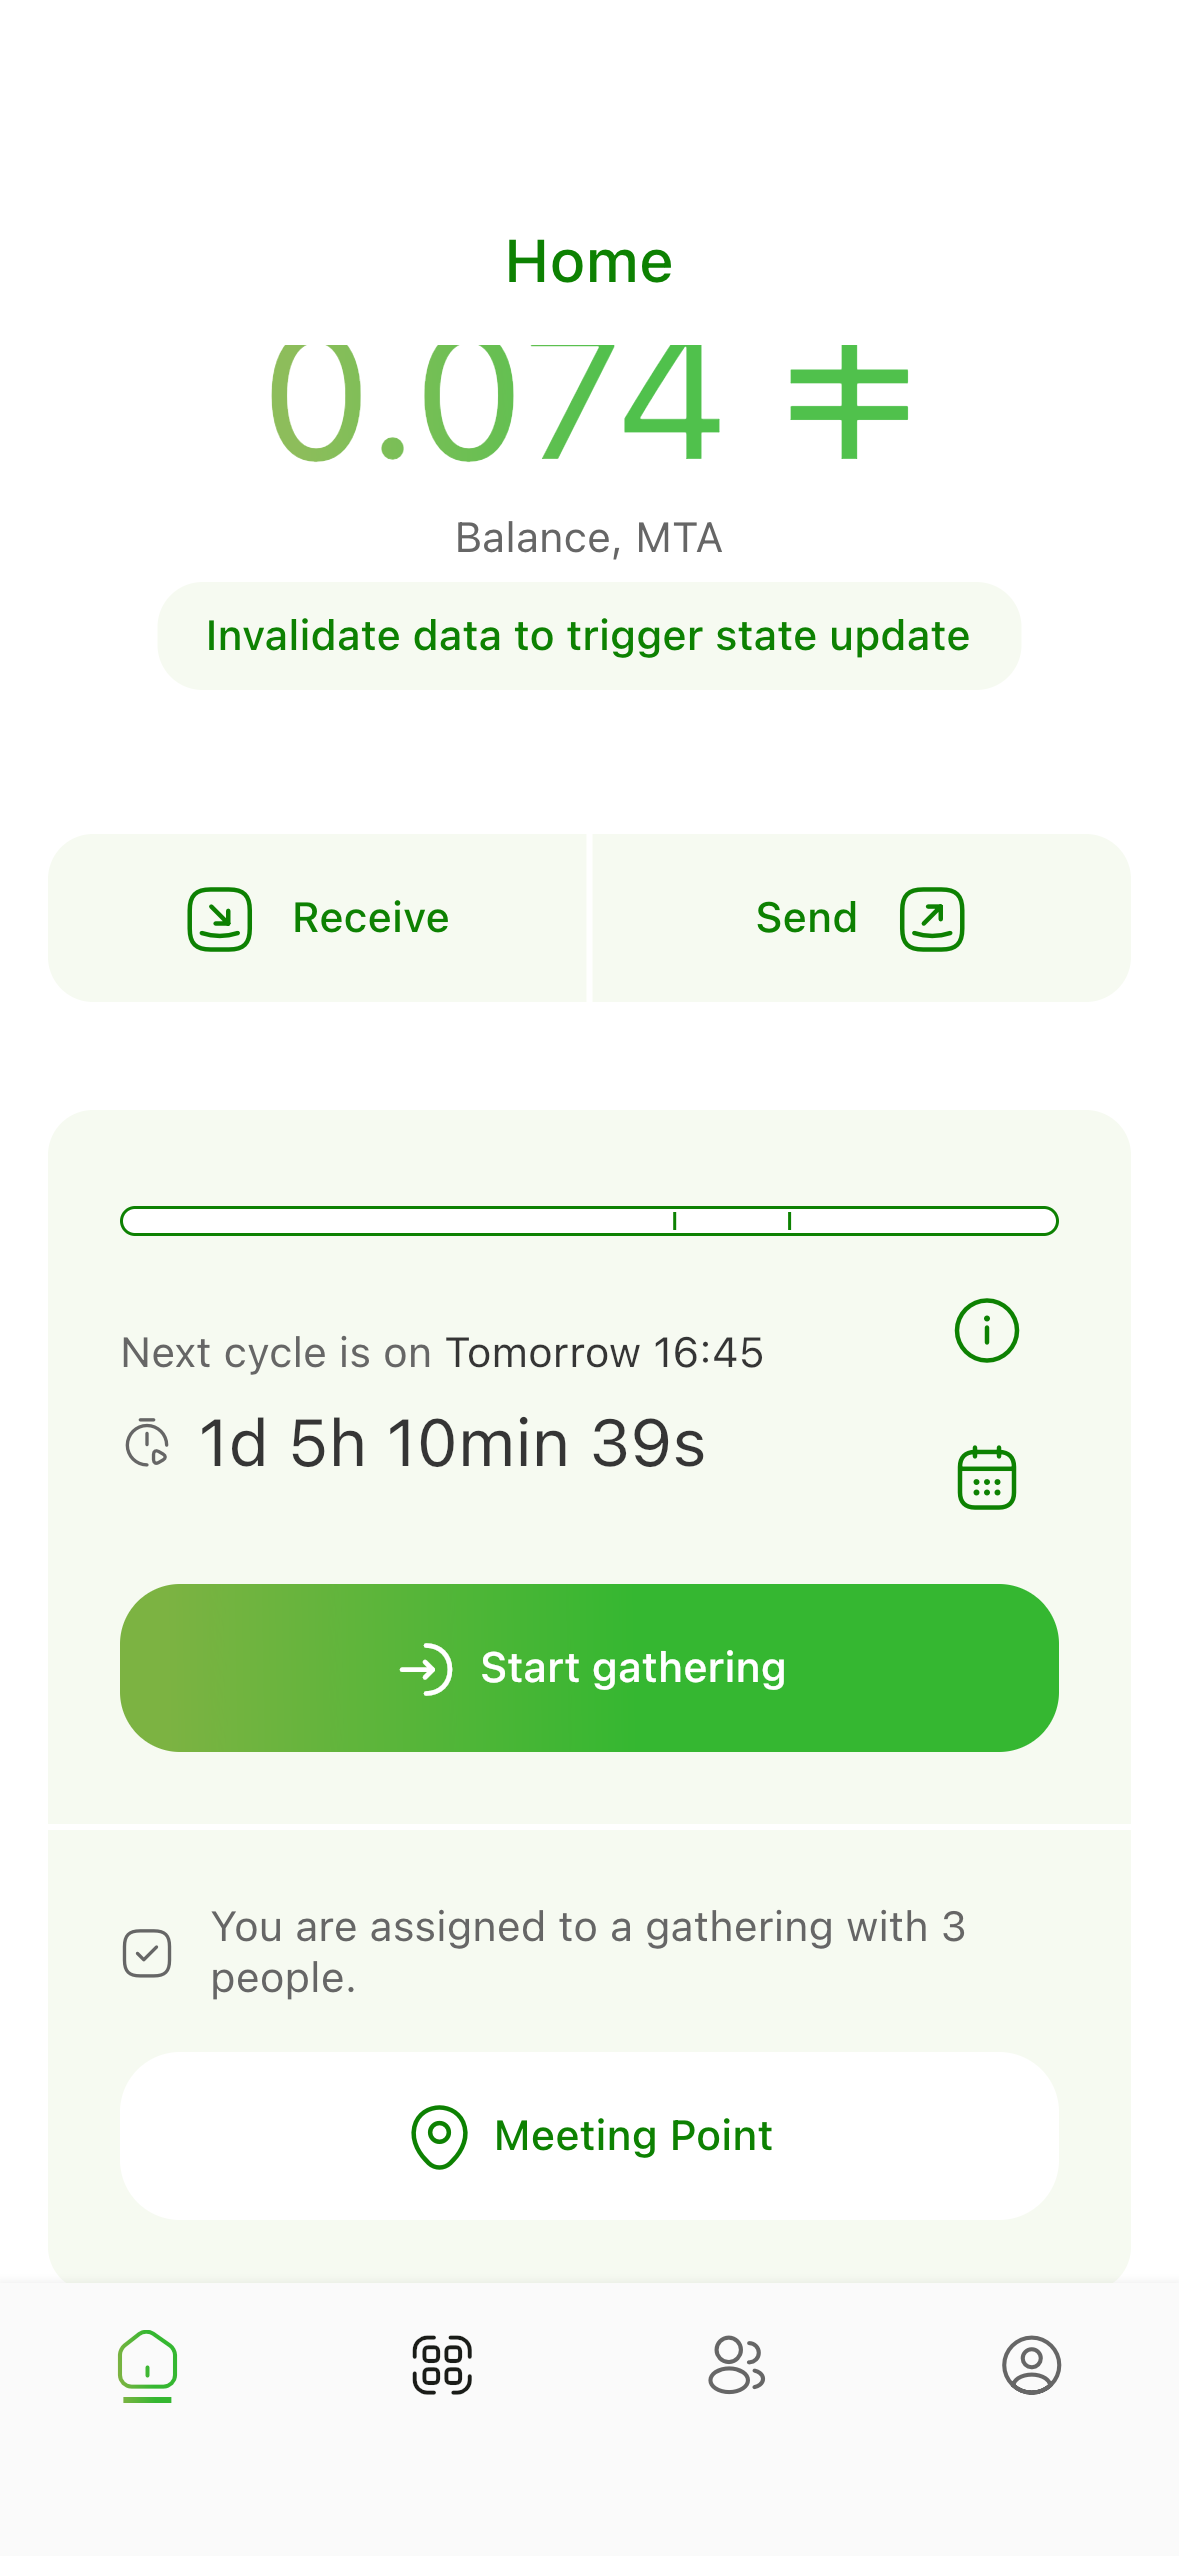 Home
0.074 ⧧
Balance, MTA
Invalidate data to trigger state update
Receive
Send
Next cycle is on Tomorrow 16:45
1d 5h 10min 39s
Start gathering
You are assigned to a gathering with 3
people.
Meeting Point